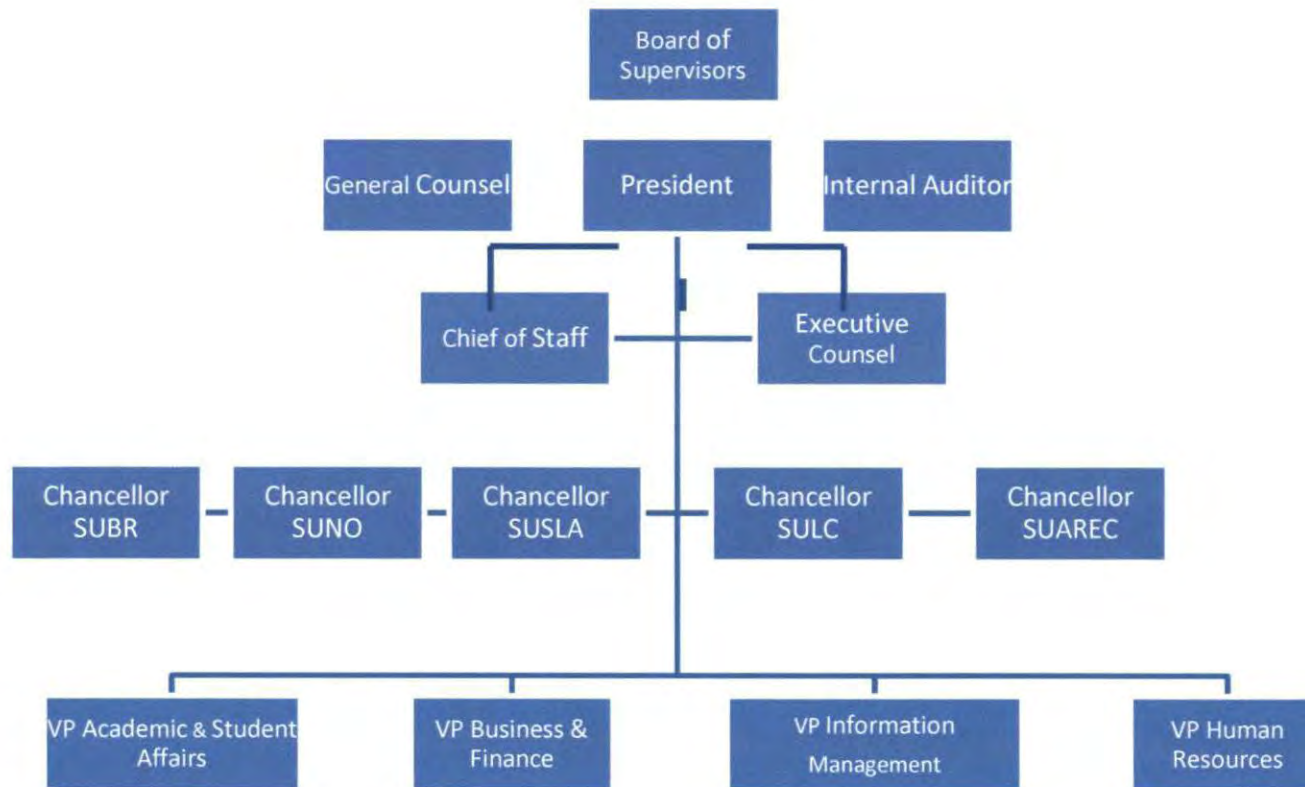 Board of
Supervisors
General Counsel
President
Internal Auditor
Chief of Staff
Executive
Counsel
Chancellor
SUBR
Chancellor
SUNO
Chancellor
SUSLA
Chancellor
SULC
Chancellor
SUAREC
VP Academic & Student
Affairs
VP Business &
Finance
VP Information
Management
VP Human
Resources